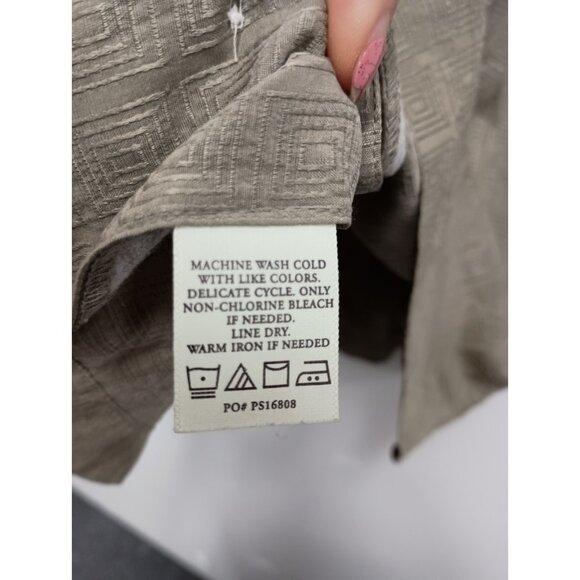 MACHINE WASH COLD
WITH LIKE COLORS.
DELICATE CYCLE. ONLY
NON-CHLORINE BLEACH
IF NEEDED.
LINE DRY.
WARM IRON IF NEEDED
PO# PS16808